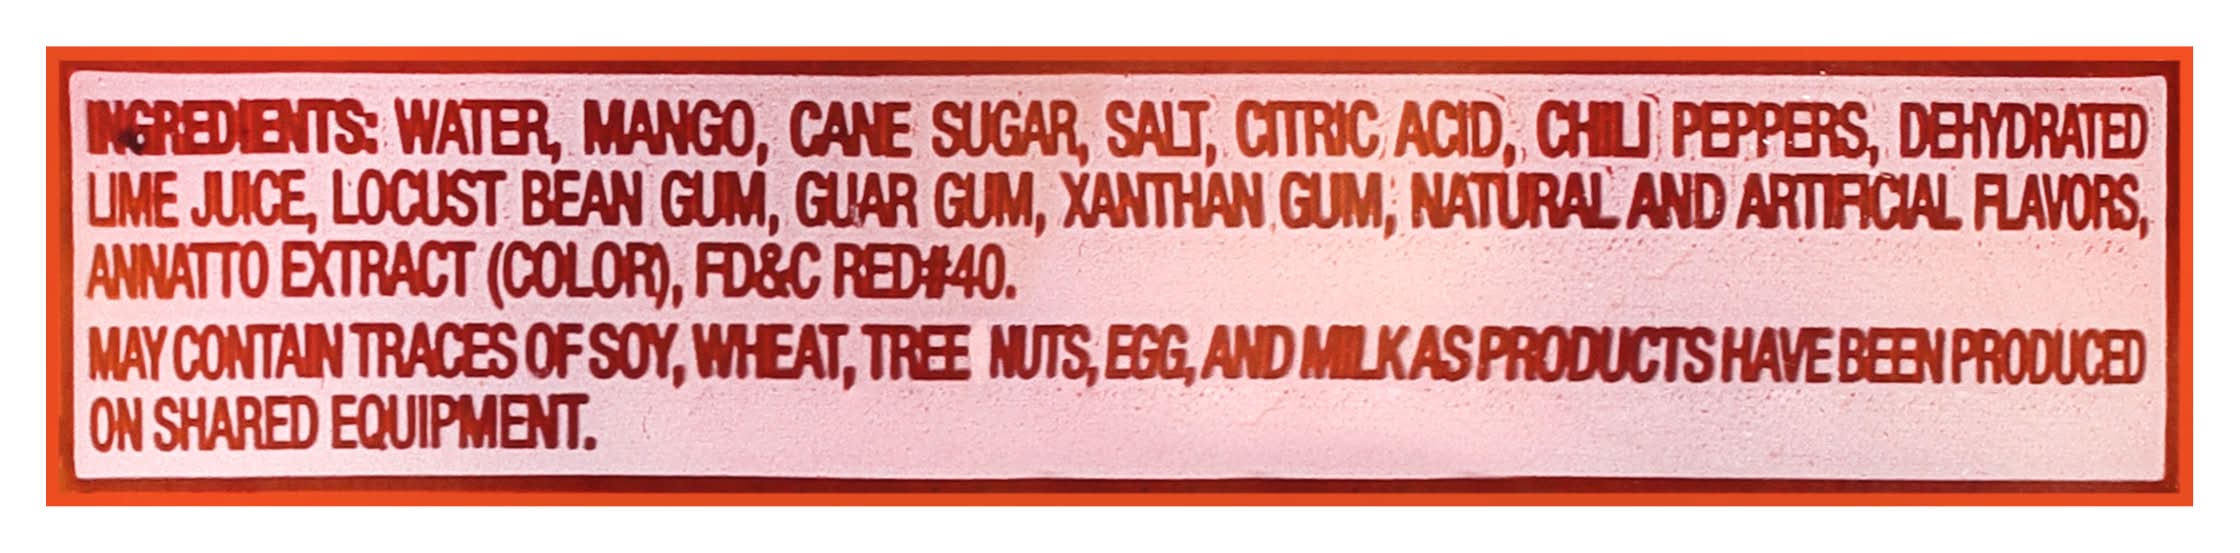 INGREDIENTS: WATER, MANGO, CANE SUGAR, SALT, CITRIC ACID, CHILI PEPPERS, DEHYDRATED
LIME JUICE, LOCUST BEAN GUM, GUAR GUM, XANTHAN GUM, NATURAL AND ARTIFICIAL FLAVORS,
ANNATTO EXTRACT (COLOR), FD&C RED#40.
MAY CONTAIN TRACES OF SOY, WHEAT, TREE NUTS, EGG, AND MILK AS PRODUCTS HAVE BEEN PRODUCED
ON SHARED EQUIPMENT.